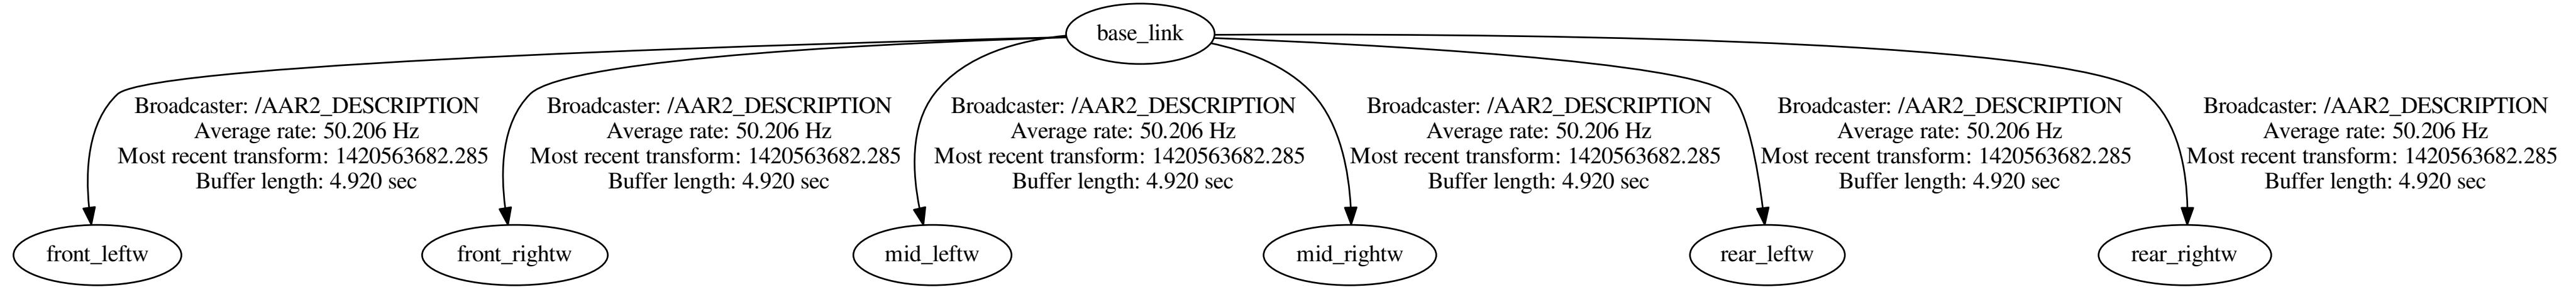 base_link
Broadcaster: /AAR2_DESCRIPTION
Average rate: 50.206 Hz
Most recent transform: 1420563682.285
Buffer length: 4.920 sec
Broadcaster: /AAR2_DESCRIPTION
Average rate: 50.206 Hz
Most recent transform: 1420563682.285
Buffer length: 4.920 sec
Broadcaster: /AAR2_DESCRIPTION
Average rate: 50.206 Hz
Most recent transform: 1420563682.285
Buffer length: 4.920 sec
Broadcaster: /AAR2_DESCRIPTION
Average rate: 50.206 Hz
Most recent transform: 1420563682.285
Buffer length: 4.920 sec
Broadcaster: /AAR2_DESCRIPTION
Average rate: 50.206 Hz
Most recent transform: 1420563682.285
Buffer length: 4.920 sec
Broadcaster: /AAR2_DESCRIPTION
Average rate: 50.206 Hz
Most recent transform: 1420563682.285
Buffer length: 4.920 sec
front_leftw
front_rightw
mid_leftw
mid_rightw
rear_leftw
rear_rightw